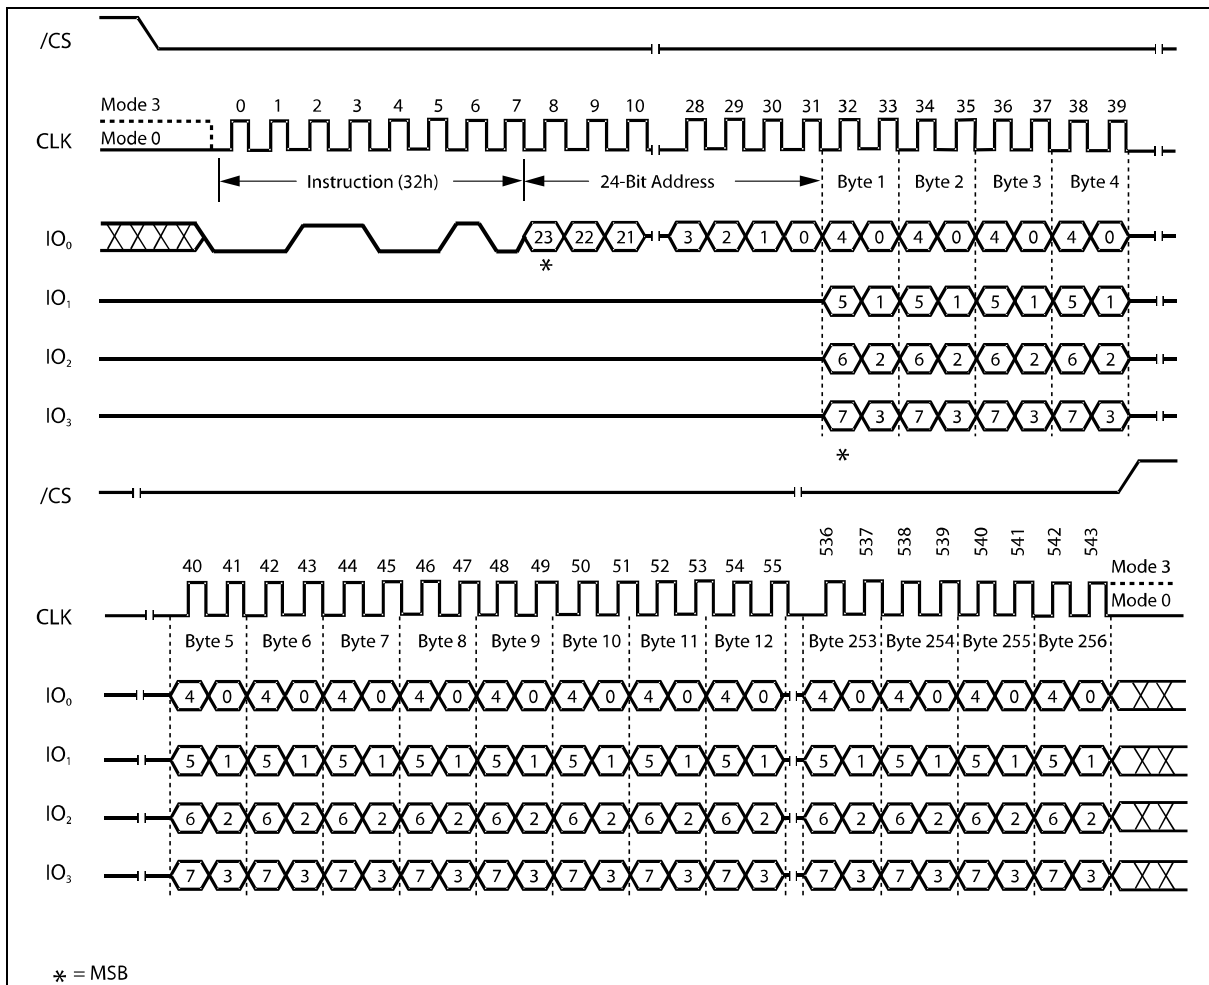 /CS
Mode 3
0 1 2 3 4 5 6 7 8 9 10 28 29 30 31 32 33 34 35 36 37 38 39
CLK
Mode 0
Instruction (32h) 24-Bit Address Byte 1 Byte 2 Byte 3 Byte 4
IO0 23 22 21 3 2 1 0 4 0 4 0 4 0 4 0
*
IO1 5 1 5 1 5 1 5 1
IO2 6 2 6 2 6 2 6 2
IO3 7 3 7 3 7 3 7 3
*
/CS
536 537 538 539 540 541 542 543
40 41 42 43 44 45 46 47 48 49 50 51 52 53 54 55
Mode 3
CLK
Mode 0
Byte 5 Byte 6 Byte 7 Byte 8 Byte 9 Byte 10 Byte 11 Byte 12 Byte 253 Byte 254 Byte 255 Byte 256
IO0 4 0 4 0 4 0 4 0 4 0 4 0 4 0 4 0 4 0 4 0 4 0 4 0
IO1 5 1 5 1 5 1 5 1 5 1 5 1 5 1 5 1 5 1 5 1 5 1 5 1
IO2 6 2 6 2 6 2 6 2 6 2 6 2 6 2 6 2 6 2 6 2 6 2 6 2
IO3 7 3 7 3 7 3 7 3 7 3 7 3 7 3 7 3 7 3 7 3 7 3 7 3
* = MSB